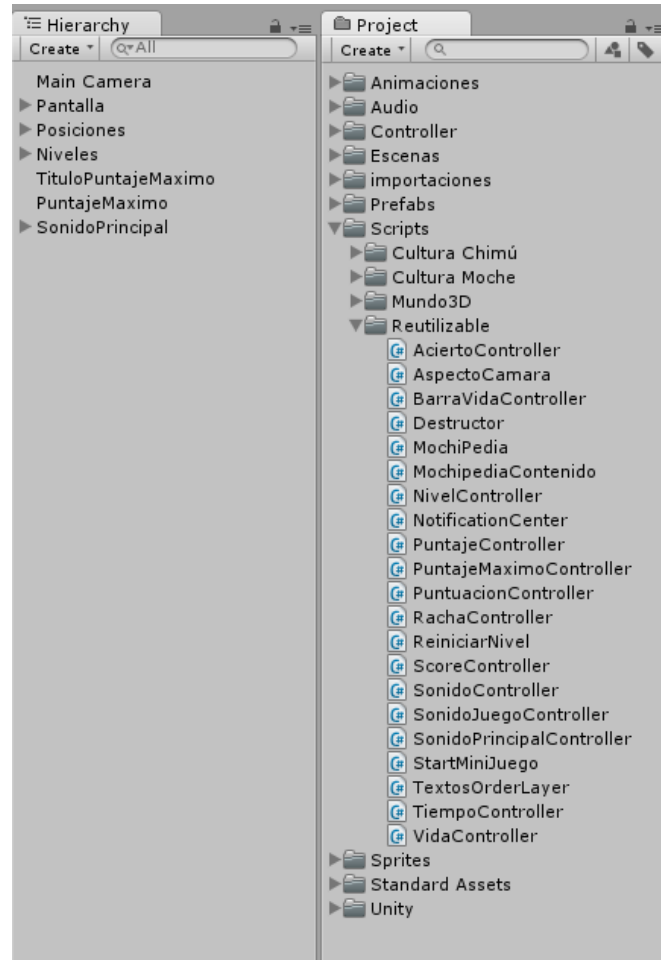 Hierarchy
Create
All
Main Camera
Pantalla
Posiciones
Niveles
TituloPuntajeMaximo
PuntajeMaximo
SonidoPrincipal
Project
Create
Animaciones
Audio
Controller
Escenas
importaciones
Prefabs
Scripts
Cultura Chimú
Cultura Moche
Mundo3D
Reutilizable
AciertoController
AspectoCamara
BarraVidaController
Destructor
MochiPedia
MochipediaContenido
NivelController
NotificationCenter
PuntajeController
PuntajeMaximoController
PuntuacionController
RachaController
ReiniciarNivel
ScoreController
SonidoController
SonidoJuegoController
SonidoPrincipalController
StartMiniJuego
TextosOrderLayer
TiempoController
VidaController
Sprites
Standard Assets
Unity